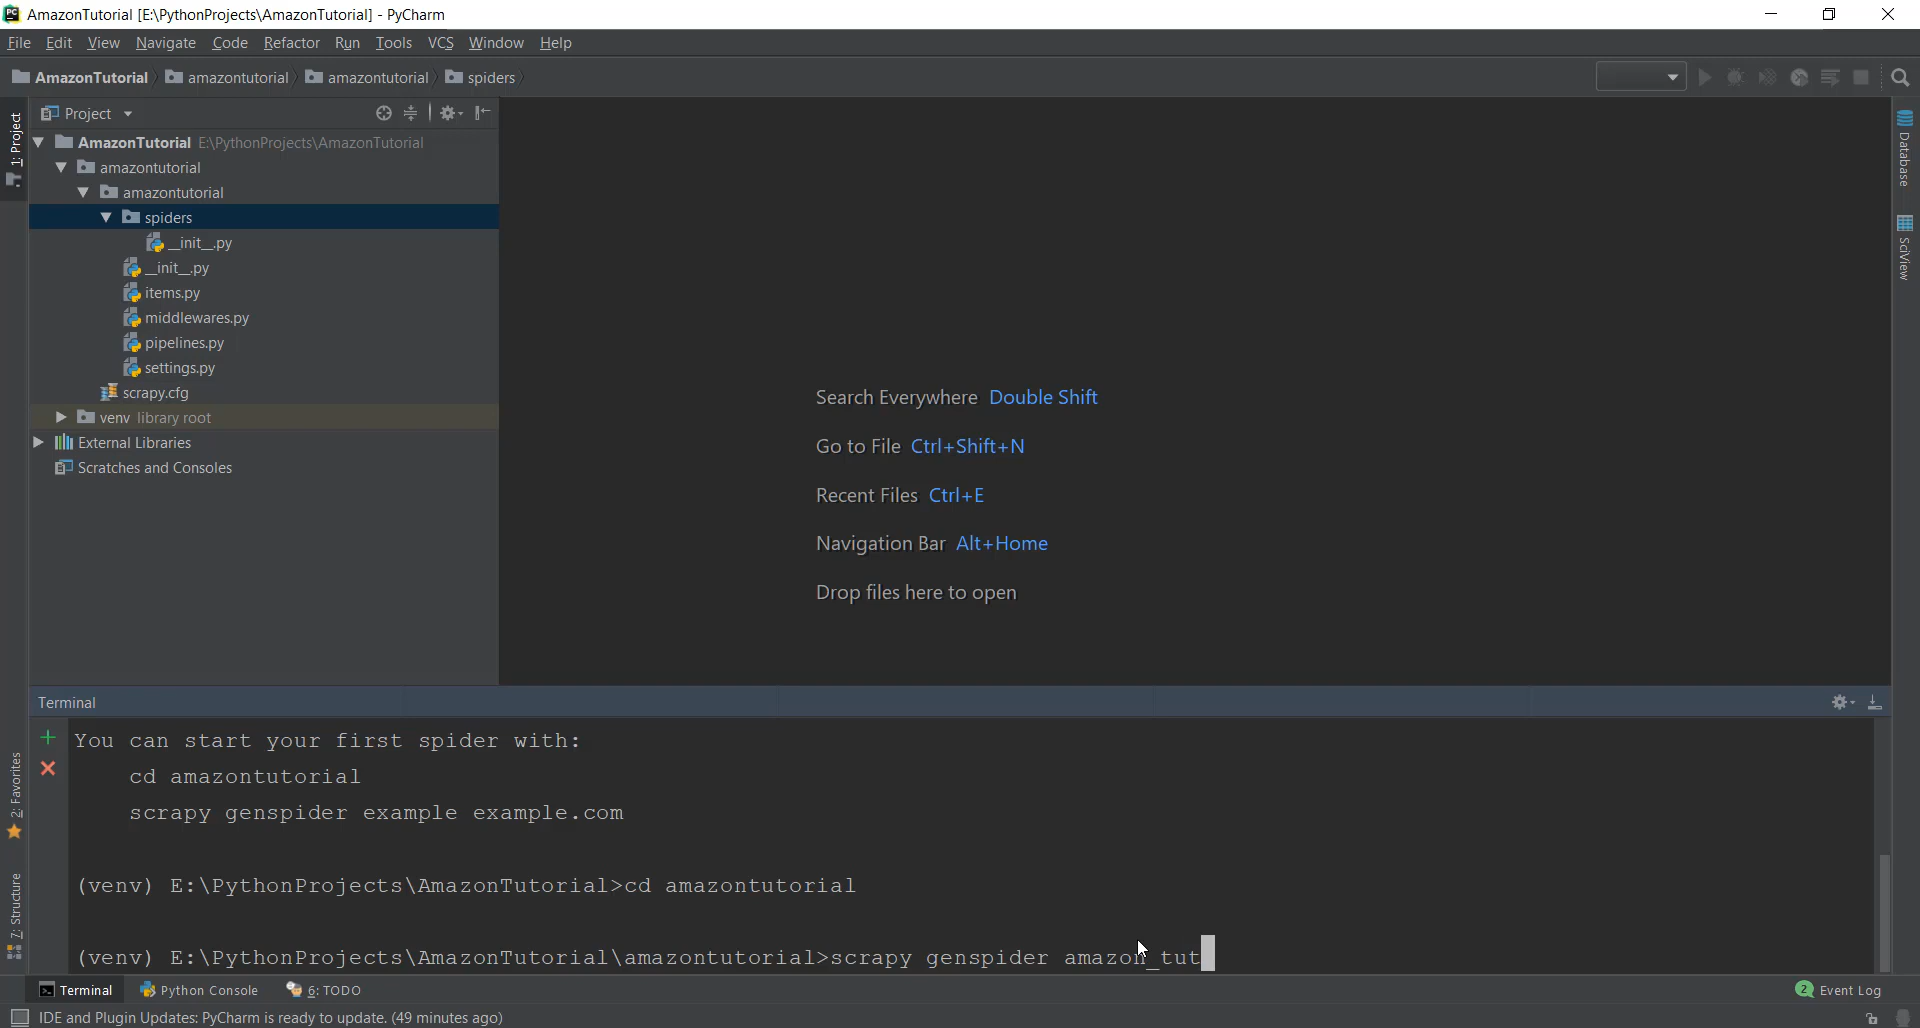 AmazonTutorial [E:\PythonProjects\AmazonTutorial] - PyCharm
File Edit View Navigate Code Refactor Run Tools VCS Window Help
AmazonTutorial amazontutorial amazontutorial spiders
1: Project
Project
AmazonTutorial E:\PythonProjects\AmazonTutorial
amazontutorial
amazontutorial
spiders
__init__.py
__init__.py
items.py
middlewares.py
pipelines.py
settings.py
scrapy.cfg
venv library root
External Libraries
Scratches and Consoles
Search Everywhere Double Shift
Go to File Ctrl+Shift+N
Recent Files Ctrl+E
Navigation Bar Alt+Home
Drop files here to open
Database
SciView
2: Favorites
7: Structure
Terminal
You can start your first spider with:
cd amazontutorial
scrapy genspider example example.com
(venv) E:\PythonProjects\AmazonTutorial>cd amazontutorial
(venv) E:\PythonProjects\AmazonTutorial\amazontutorial>scrapy genspider amazon_tut
Terminal Python Console 6: TODO
2 Event Log
IDE and Plugin Updates: PyCharm is ready to update. (49 minutes ago)